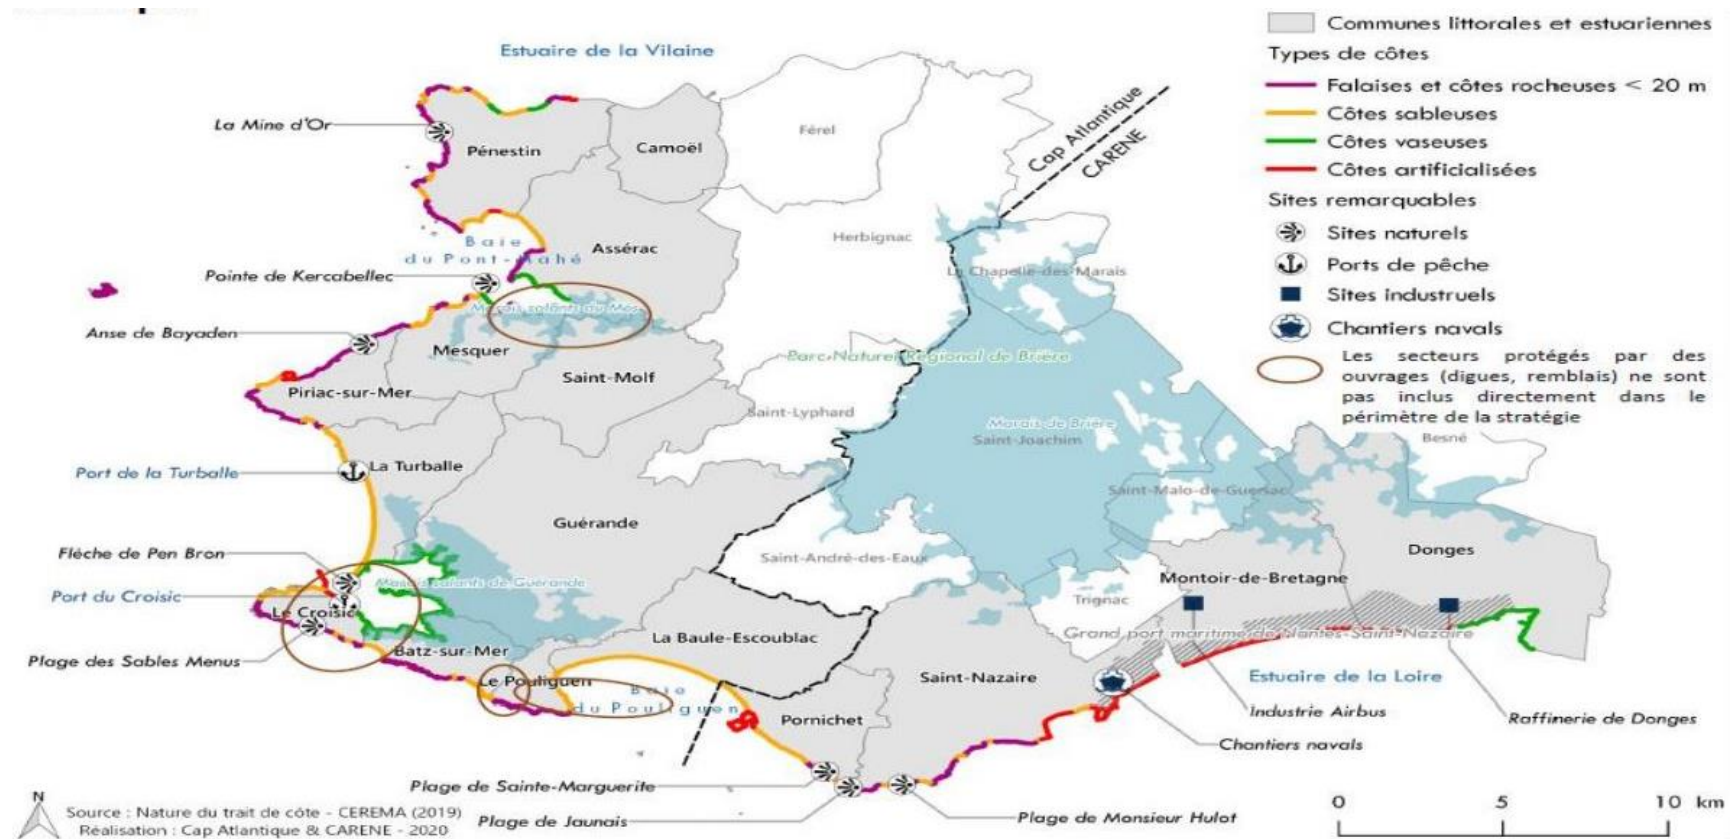 Communes littorales et estuariennes
Types de côtes
Falaises et côtes rocheuses < 20 m
Côtes sableuses
Côtes vaseuses
Côtes artificialisées
Sites remarquables
Sites naturels
Ports de pêche
Sites industruels
Chantiers navals
Les secteurs protégés par des
ouvrages (digues, remblais) ne sont
pas inclus directement dans le
périmètre de la stratégie
Estuaire de la Vilaine
La Mine d'Or
Pénestin
Camoël
Férel
Cap Atlantique
CARENE
Herbignac
Assérac
Baie
du Pont-Mahé
Pointe de Kercabellec
La Chapelle-des-Marais
Marais salants du Mès
Anse de Bayaden
Mesquer
Parc Naturel Régional de Brière
Saint-Molf
Piriac-sur-Mer
Saint-Lyphard
Marais de Brière
Saint-Joachim
Besné
Port de la Turballe
La Turballe
Saint-Malo-de-Guersac
Guérande
Flèche de Pen Bron
Saint-André-des-Eaux
Donges
Montoir-de-Bretagne
Marais salants de Guérande
Port du Croisic
Le Croisic
Trignac
Grand port maritime de Nantes-Saint-Nazaire
La Baule-Escoublac
Batz-sur-Mer
Plage des Sables Menus
Le Pouliguen
Saint-Nazaire
Estuaire de la Loire
Baie
du Pouliguen
Pornichet
Industrie Airbus
Raffinerie de Donges
Chantiers navals
Plage de Sainte-Marguerite
Plage de Jaunais
Plage de Monsieur Hulot
N
Source : Nature du trait de côte - CEREMA (2019)
Réalisation : Cap Atlantique & CARENE - 2020
0 5 10 km